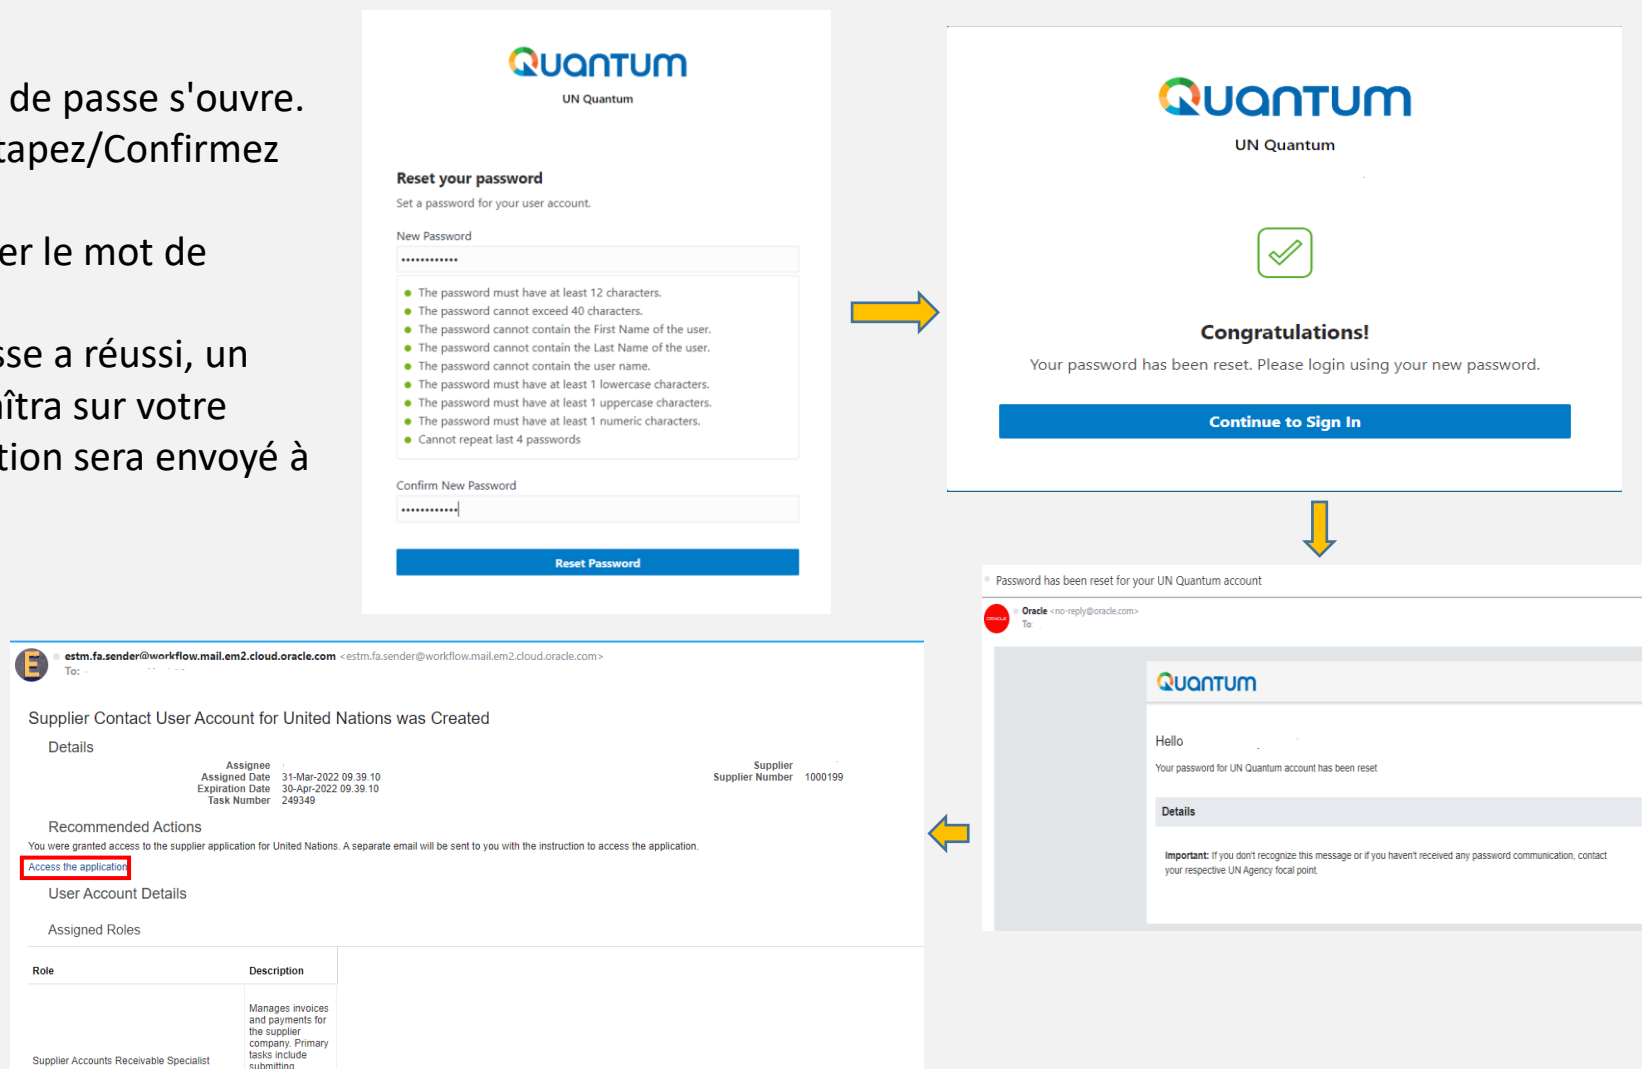 de passe s'ouvre.
tapez/Confirmez
er le mot de
sse a réussi, un
aîtra sur votre
tion sera envoyé à
QUANTUM
UN Quantum
Reset your password
Set a password for your user account.
New Password
••••••••••••
The password must have at least 12 characters.
The password cannot exceed 40 characters.
The password cannot contain the First Name of the user.
The password cannot contain the Last Name of the user.
The password cannot contain the user name.
The password must have at least 1 lowercase characters.
The password must have at least 1 uppercase characters.
The password must have at least 1 numeric characters.
Cannot repeat last 4 passwords
Confirm New Password
••••••••••••
Reset Password
QUANTUM
UN Quantum
Congratulations!
Your password has been reset. Please login using your new password.
Continue to Sign In
Password has been reset for your UN Quantum account
ORACLE
Oracle <no-reply@oracle.com>
To:
QUANTUM
Hello
Your password for UN Quantum account has been reset
Details
Important: If you don't recognize this message or if you haven't received any password communication, contact
your respective UN Agency focal point.
E
estm.fa.sender@workflow.mail.em2.cloud.oracle.com <estm.fa.sender@workflow.mail.em2.cloud.oracle.com>
To:
Supplier Contact User Account for United Nations was Created
Details
Assignee
Assigned Date 31-Mar-2022 09.39.10
Expiration Date 30-Apr-2022 09.39.10
Task Number 249349
Supplier
Supplier Number 1000199
Recommended Actions
You were granted access to the supplier application for United Nations. A separate email will be sent to you with the instruction to access the application.
Access the application
User Account Details
Assigned Roles
Role Description
Supplier Accounts Receivable Specialist
Manages invoices
and payments for
the supplier
company. Primary
tasks include
submitting